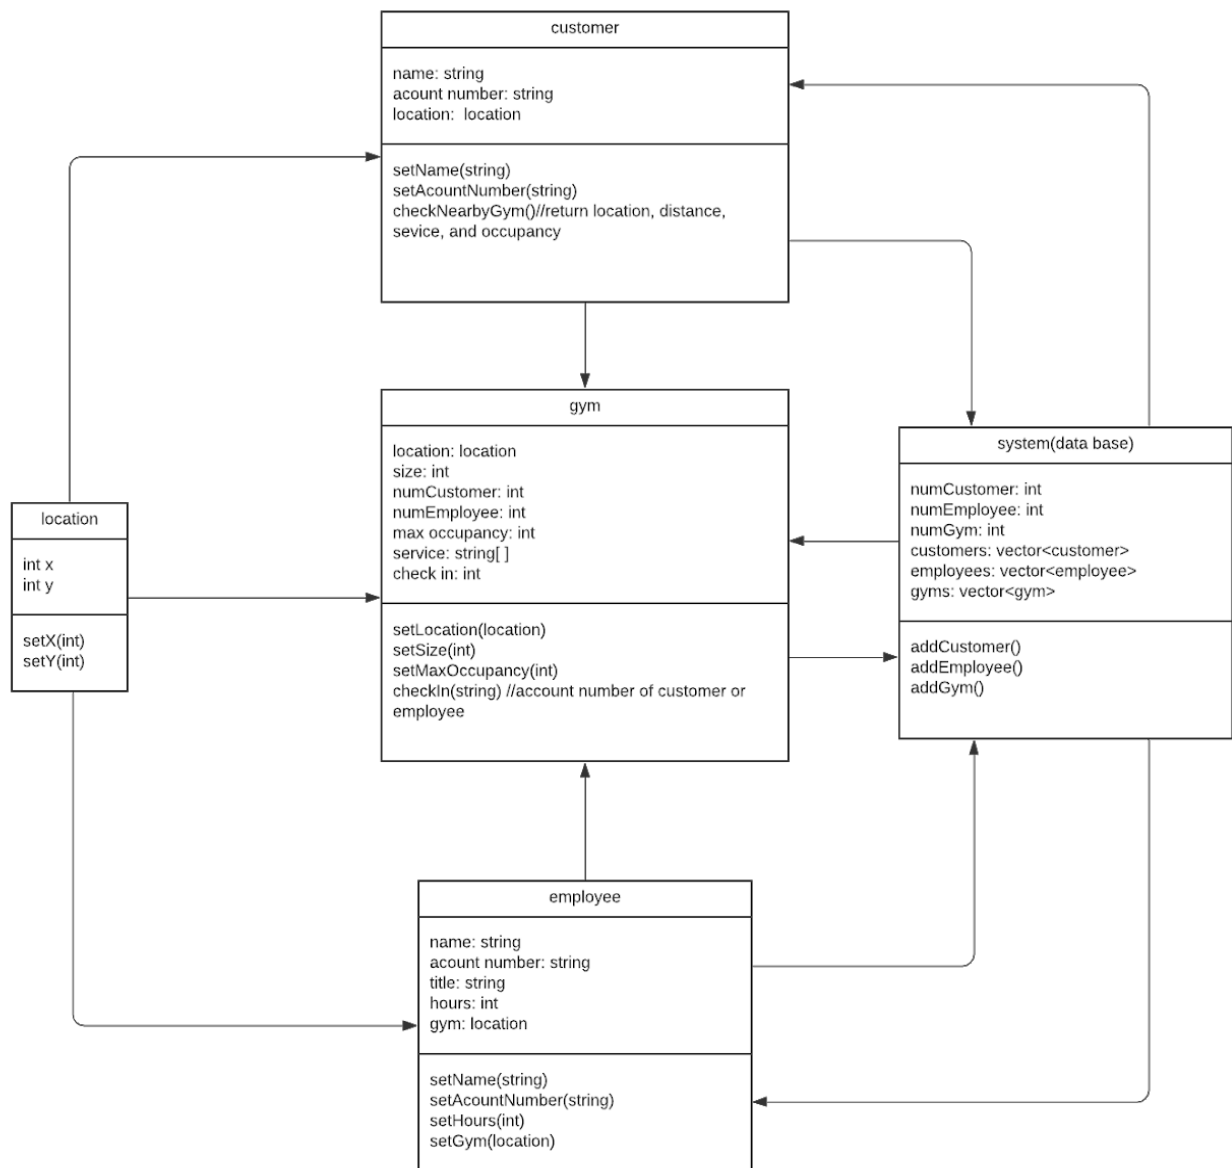 customer
name: string
acount number: string
location:  location
setName(string)
setAcountNumber(string)
checkNearbyGym()//return location, distance,
sevice, and occupancy
gym
location: location
size: int
numCustomer: int
numEmployee: int
max occupancy: int
service: string[ ]
check in: int
setLocation(location)
setSize(int)
setMaxOccupancy(int)
checkIn(string) //account number of customer or
employee
system(data base)
numCustomer: int
numEmployee: int
numGym: int
customers: vector<customer>
employees: vector<employee>
gyms: vector<gym>
addCustomer()
addEmployee()
addGym()
location
int x
int y
setX(int)
setY(int)
employee
name: string
acount number: string
title: string
hours: int
gym: location
setName(string)
setAcountNumber(string)
setHours(int)
setGym(location)